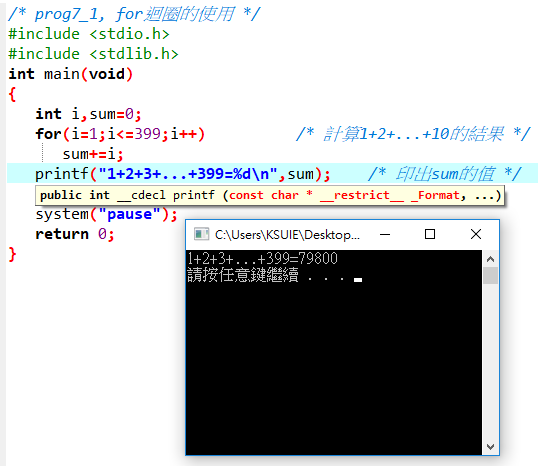 /* prog7_1, for迴圈的使用 */
#include <stdio.h>
#include <stdlib.h>
int main(void)
{
int i,sum=0;
for(i=1;i<=399;i++) /* 計算1+2+...+10的結果 */
sum+=i;
printf("1+2+3+...+399=%d\n",sum); /* 印出sum的值 */
public int __cdecl printf (const char * __restrict__ _Format, ...)
system("pause");
return 0;
}
C:\Users\KSUIE\Desktop...
1+2+3+...+399=79800
請按任意鍵繼續 . . .